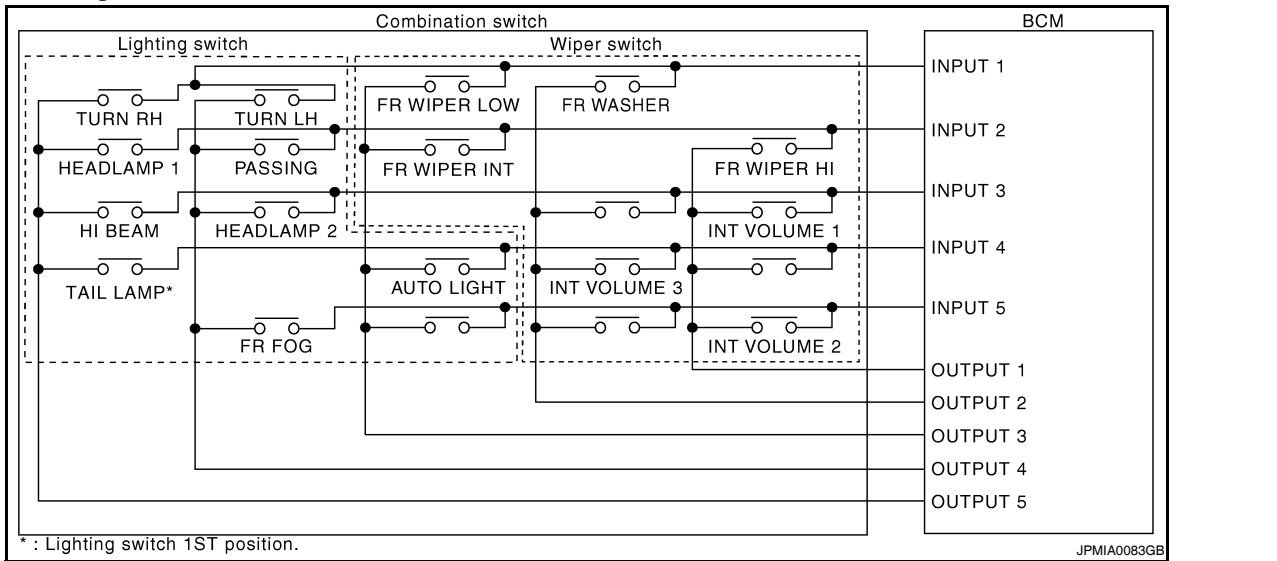 Combination switch
BCM
Lighting switch
Wiper switch
INPUT 1
TURN RH
TURN LH
FR WIPER LOW
FR WASHER
INPUT 2
HEADLAMP 1
PASSING
FR WIPER INT
FR WIPER HI
INPUT 3
HI BEAM
HEADLAMP 2
INT VOLUME 1
INPUT 4
TAIL LAMP*
AUTO LIGHT
INT VOLUME 3
INPUT 5
FR FOG
INT VOLUME 2
OUTPUT 1
OUTPUT 2
OUTPUT 3
OUTPUT 4
OUTPUT 5
* : Lighting switch 1ST position.
JPMIA0083GB